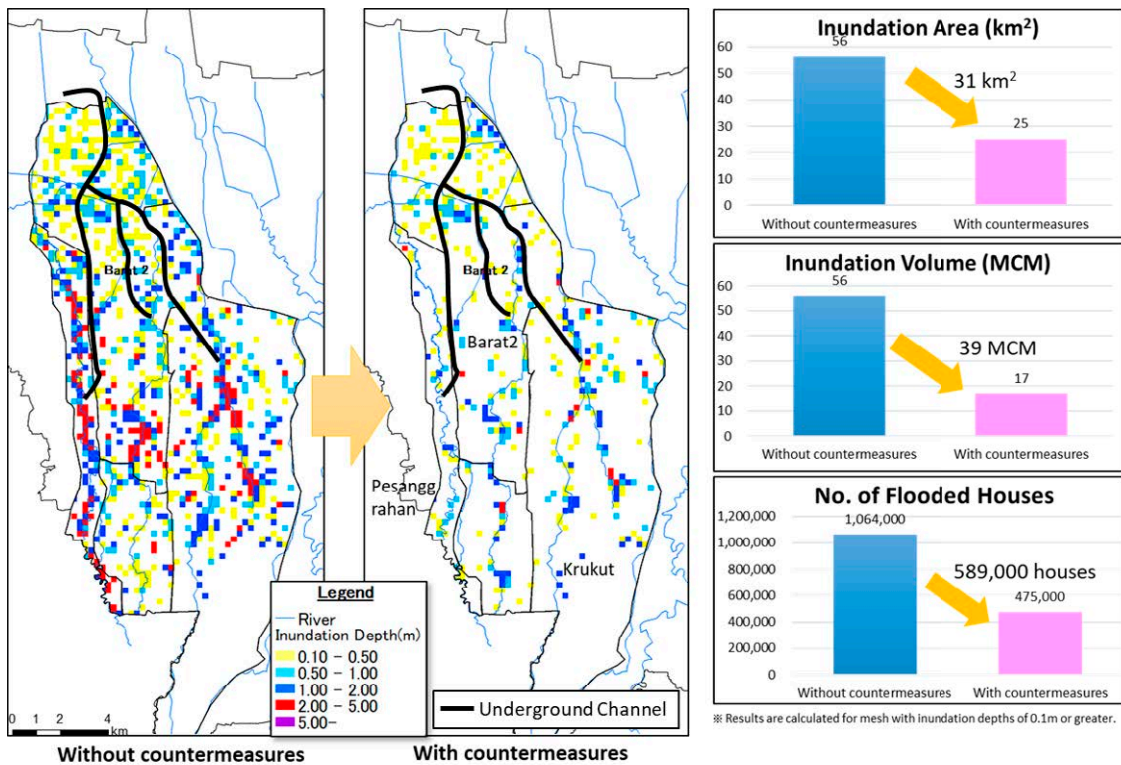 Barat 2
Legend
River
Inundation Depth(m)
0.10 – 0.50
0.50 – 1.00
1.00 – 2.00
2.00 – 5.00
5.00-
0 1 2 4
km
Without countermeasures
Barat 2
Barat2
Pesangg
rahan
Krukut
Underground Channel
With countermeasures
Inundation Area (km²)
60
50
40
30
20
10
0
56
31 km²
25
Without countermeasures
With countermeasures
Inundation Volume (MCM)
60
50
40
30
20
10
0
56
39 MCM
17
Without countermeasures
With countermeasures
No. of Flooded Houses
1,200,000
1,000,000
800,000
600,000
400,000
200,000
0
1,064,000
589,000 houses
475,000
Without countermeasures
With countermeasures
※ Results are calculated for mesh with inundation depths of 0.1m or greater.